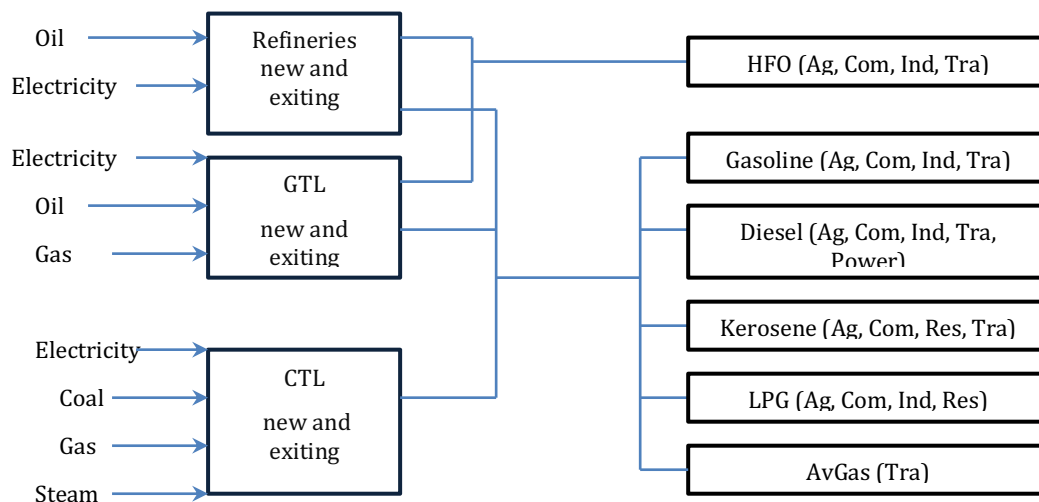 Oil
Electricity
Refineries
new and
exiting
Electricity
Oil
Gas
GTL
new and
exiting
Electricity
Coal
Gas
Steam
CTL
new and
exiting
HFO (Ag, Com, Ind, Tra)
Gasoline (Ag, Com, Ind, Tra)
Diesel (Ag, Com, Ind, Tra,
Power)
Kerosene (Ag, Com, Res, Tra)
LPG (Ag, Com, Ind, Res)
AvGas (Tra)